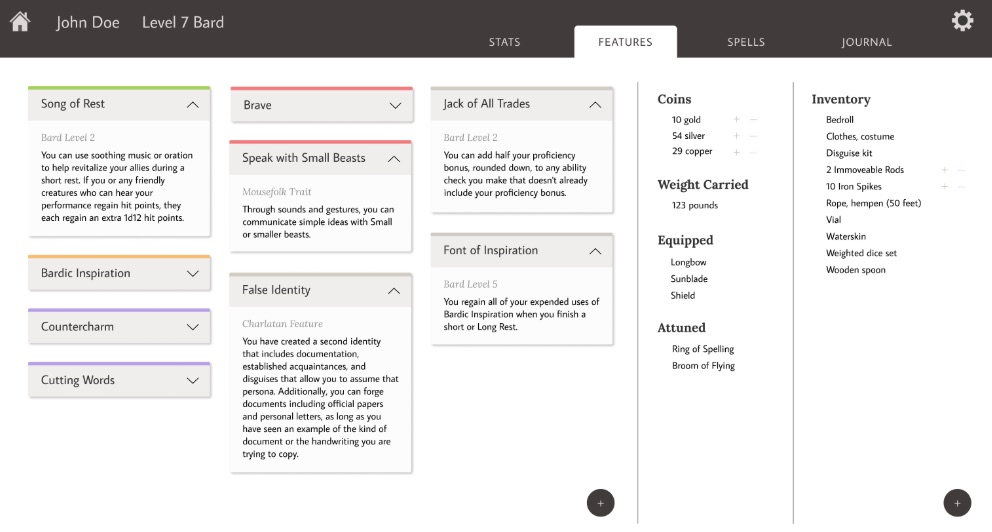 John Doe Level 7 Bard
STATS
FEATURES
SPELLS
JOURNAL
Song of Rest
Bard Level 2
You can use soothing music or oration
to help revitalize your allies during a
short rest. If you or any friendly
creatures who can hear your
performance regain hit points, they
each regain an extra 1d12 hit points.
Bardic Inspiration
Countercharm
Cutting Words
Brave
Speak with Small Beasts
Mousefolk Trait
Through sounds and gestures, you can
communicate simple ideas with Small
or smaller beasts.
False Identity
Charlatan Feature
You have created a second identity
that includes documentation,
established acquaintances, and
disguises that allow you to assume that
persona. Additionally, you can forge
documents including official papers
and personal letters, as long as you
have seen an example of the kind of
document or the handwriting you are
trying to copy.
Jack of All Trades
Bard Level 2
You can add half your proficiency
bonus, rounded down, to any ability
check you make that doesn't already
include your proficiency bonus.
Font of Inspiration
Bard Level 5
You regain all of your expended uses of
Bardic Inspiration when you finish a
short or Long Rest.
+
Coins
10 gold + −
54 silver + −
29 copper + −
Weight Carried
123 pounds
Equipped
Longbow
Sunblade
Shield
Attuned
Ring of Spelling
Broom of Flying
Inventory
Bedroll
Clothes, costume
Disguise kit
2 Immoveable Rods + −
10 Iron Spikes + −
Rope, hempen (50 feet)
Vial
Waterskin
Weighted dice set
Wooden spoon
+